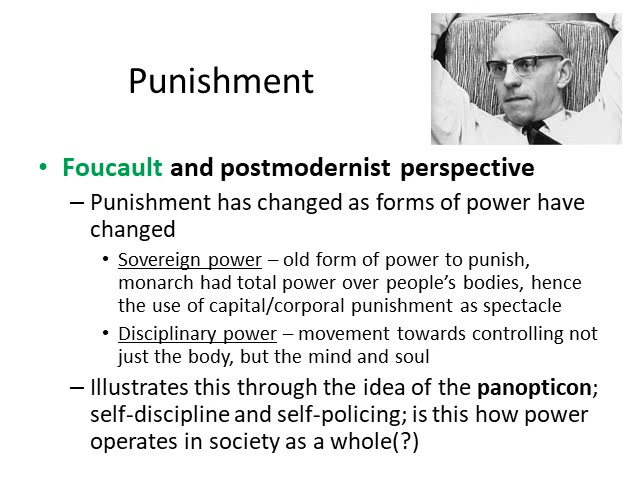 Punishment
• Foucault and postmodernist perspective
– Punishment has changed as forms of power have
changed
• Sovereign power – old form of power to punish,
monarch had total power over people's bodies, hence
the use of capital/corporal punishment as spectacle
• Disciplinary power – movement towards controlling not
just the body, but the mind and soul
– Illustrates this through the idea of the panopticon;
self-discipline and self-policing; is this how power
operates in society as a whole(?)